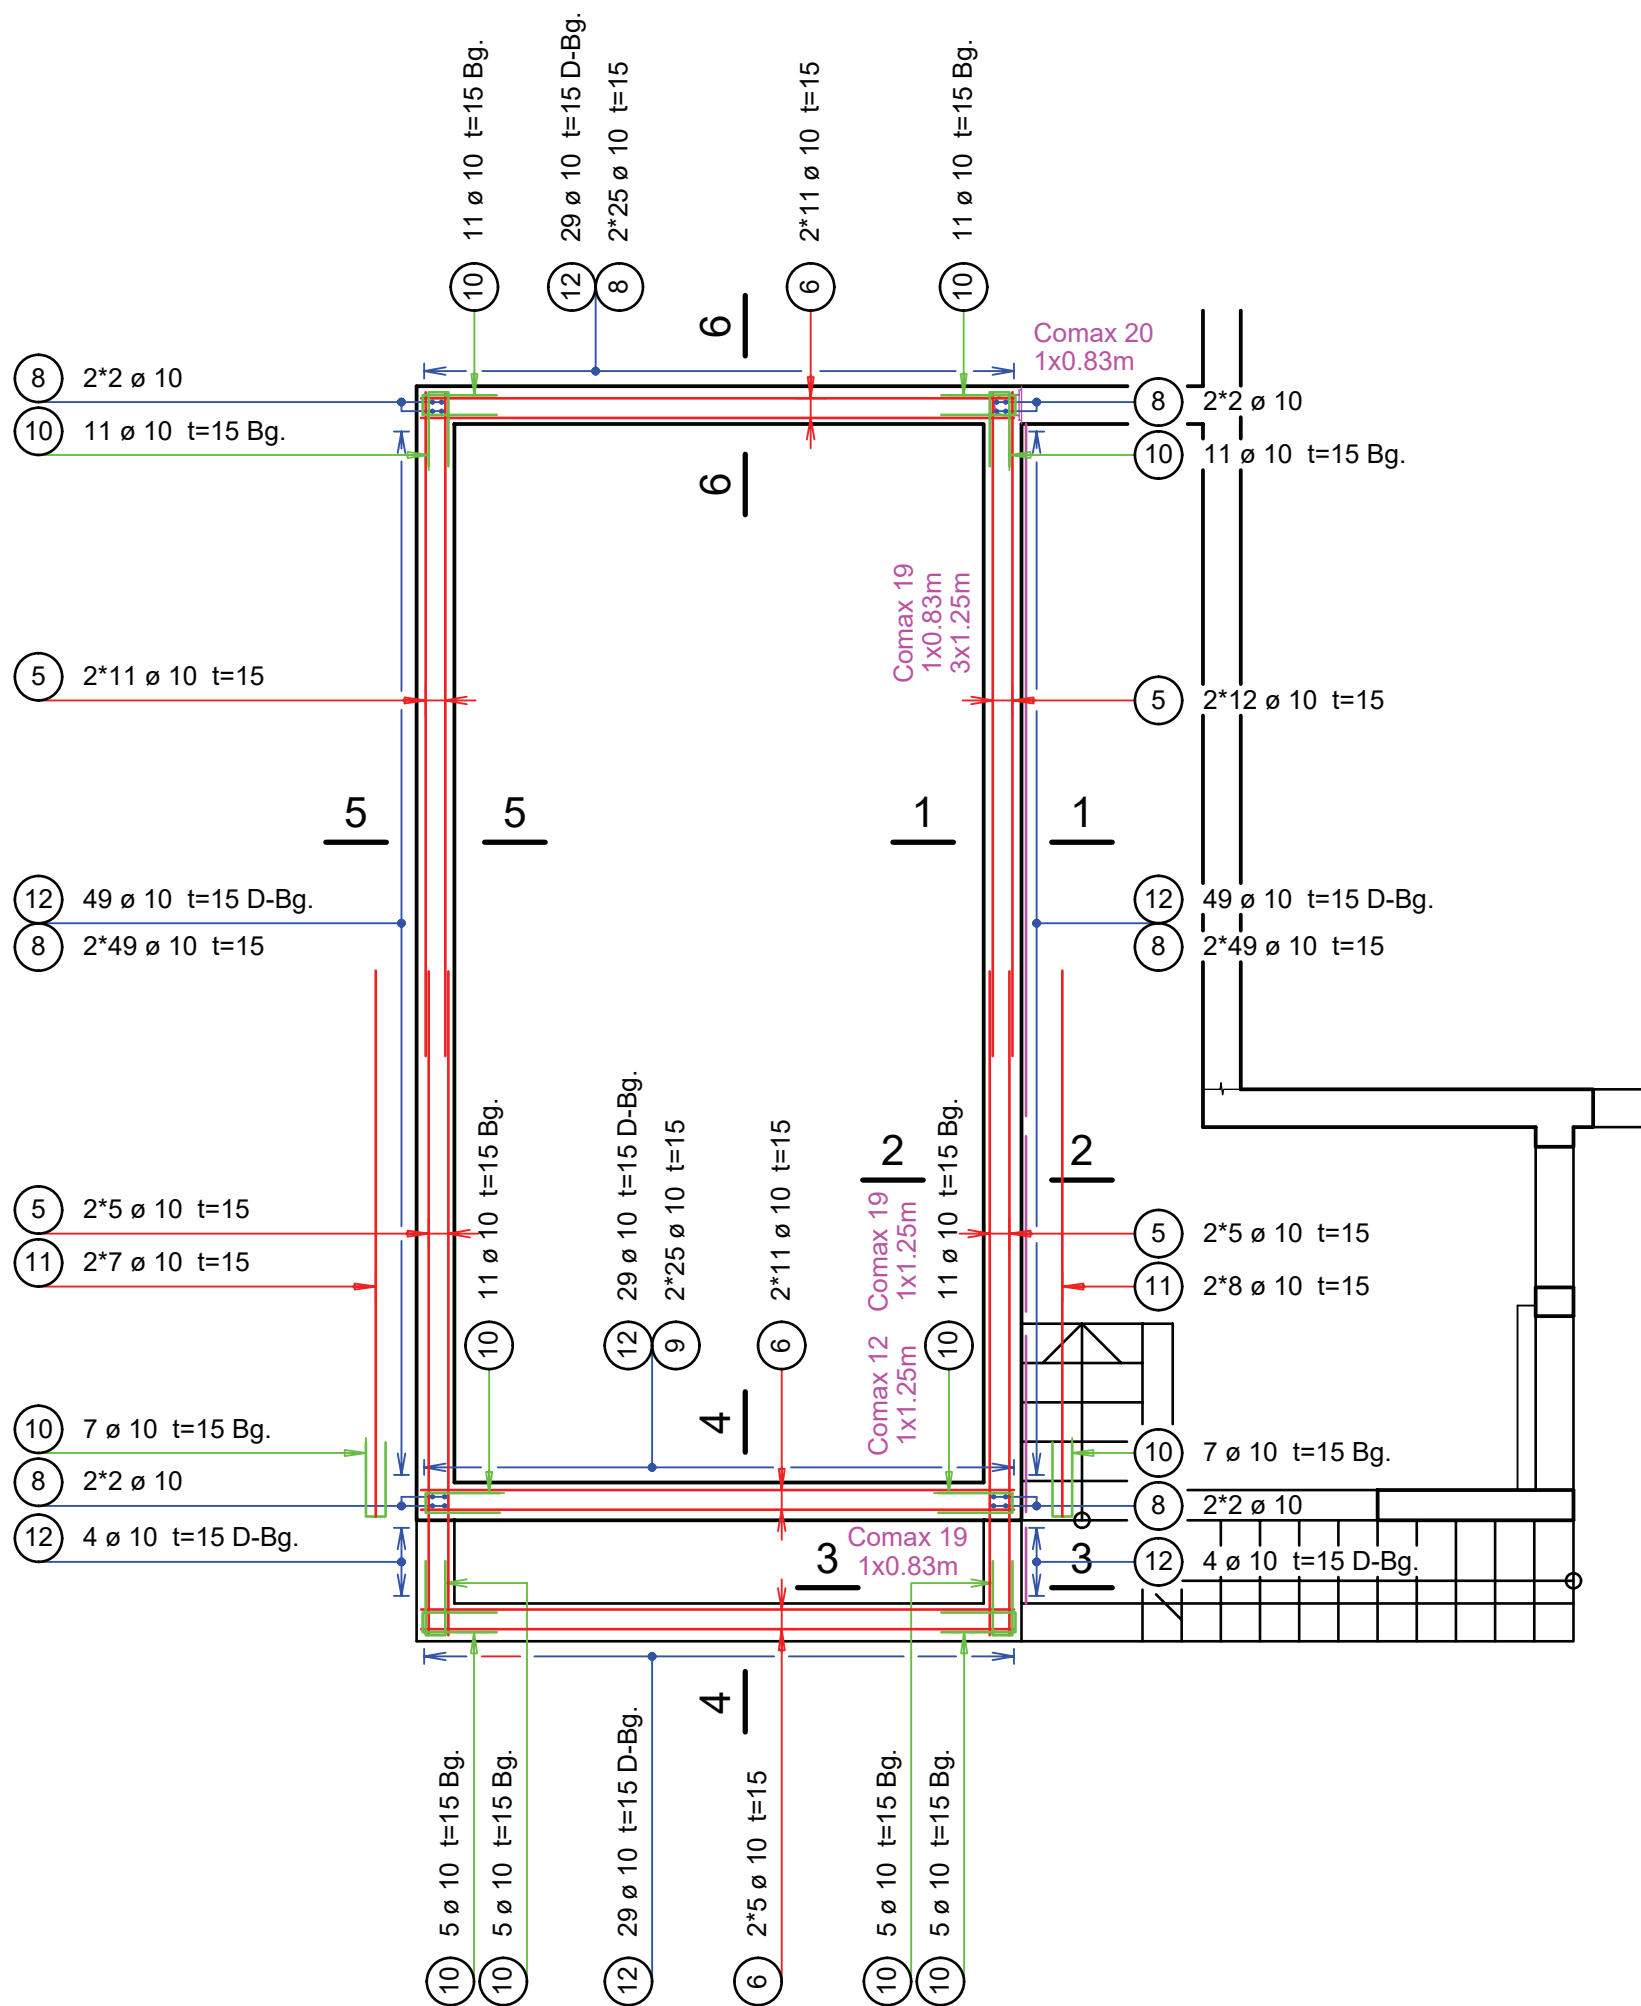 10 11 ø 10 t=15 Bg.
12 29 ø 10 t=15 D-Bg.
8 2*25 ø 10 t=15
6 2*11 ø 10 t=15
10 11 ø 10 t=15 Bg.
6
Comax 20
1x0.83m
8 2*2 ø 10
10 11 ø 10 t=15 Bg.
8 2*2 ø 10
10 11 ø 10 t=15 Bg.
6
Comax 19
1x0.83m
3x1.25m
5 2*11 ø 10 t=15
5 2*12 ø 10 t=15
5
5
1
1
12 49 ø 10 t=15 D-Bg.
8 2*49 ø 10 t=15
12 49 ø 10 t=15 D-Bg.
8 2*49 ø 10 t=15
10 11 ø 10 t=15 Bg.
12 29 ø 10 t=15 D-Bg.
9 2*25 ø 10 t=15
6 2*11 ø 10 t=15
10 11 ø 10 t=15 Bg.
2
2
Comax 19
1x1.25m
5 2*5 ø 10 t=15
11 2*7 ø 10 t=15
5 2*5 ø 10 t=15
11 2*8 ø 10 t=15
Comax 12
1x1.25m
4
10 7 ø 10 t=15 Bg.
8 2*2 ø 10
12 4 ø 10 t=15 D-Bg.
10 7 ø 10 t=15 Bg.
8 2*2 ø 10
12 4 ø 10 t=15 D-Bg.
Comax 19
1x0.83m
3
3
4
10 5 ø 10 t=15 Bg.
10 5 ø 10 t=15 Bg.
12 29 ø 10 t=15 D-Bg.
6 2*5 ø 10 t=15
10 5 ø 10 t=15 Bg.
10 5 ø 10 t=15 Bg.